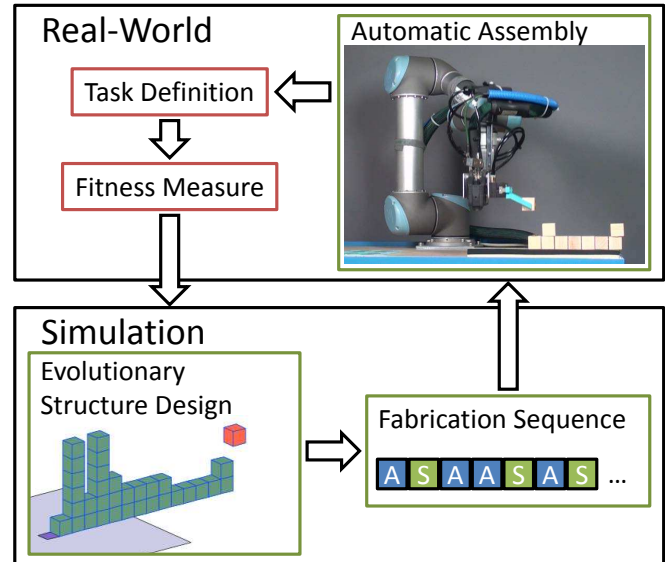 Real-World
Automatic Assembly
Task Definition
Fitness Measure
Simulation
Evolutionary
Structure Design
Fabrication Sequence
A S A A S A S ...